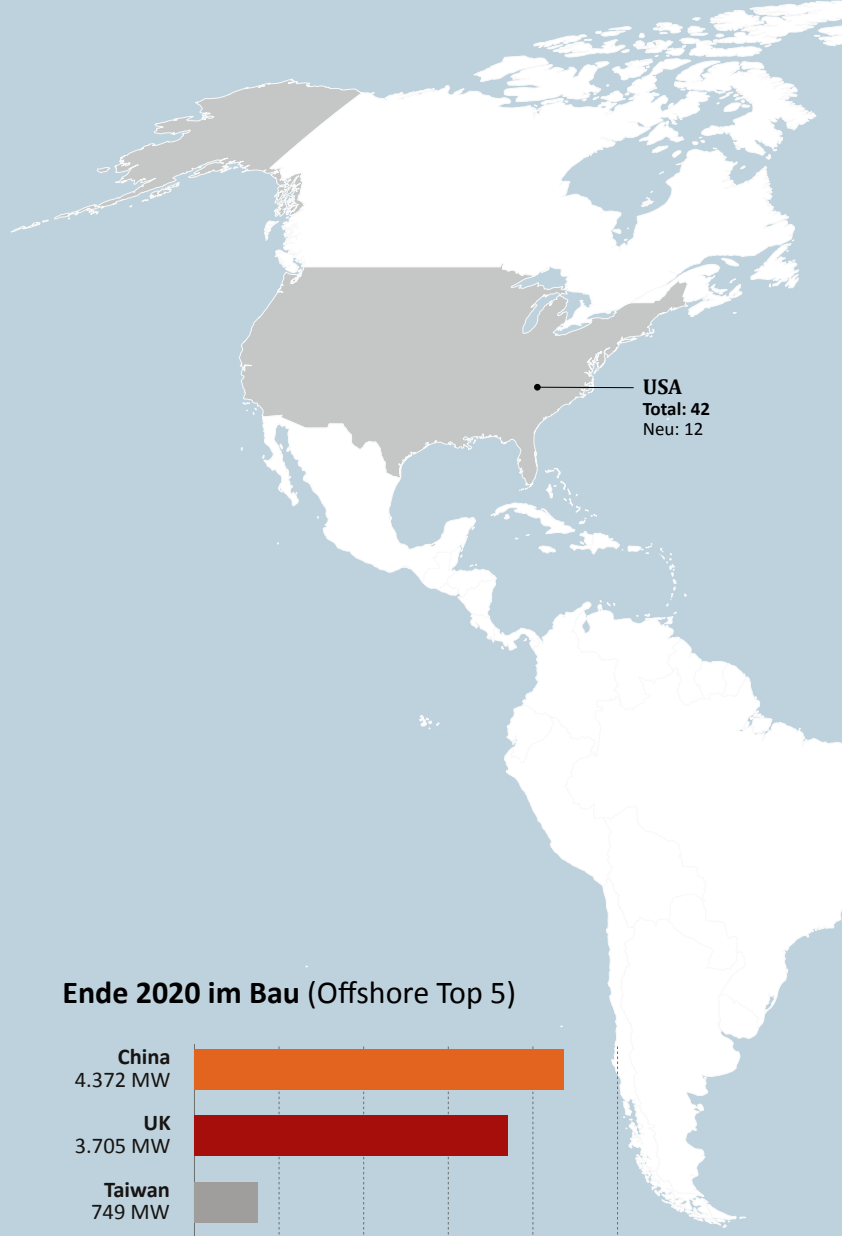 USA
Total: 42
Neu: 12
Ende 2020 im Bau (Offshore Top 5)
China
4.372 MW
UK
3.705 MW
Taiwan
749 MW